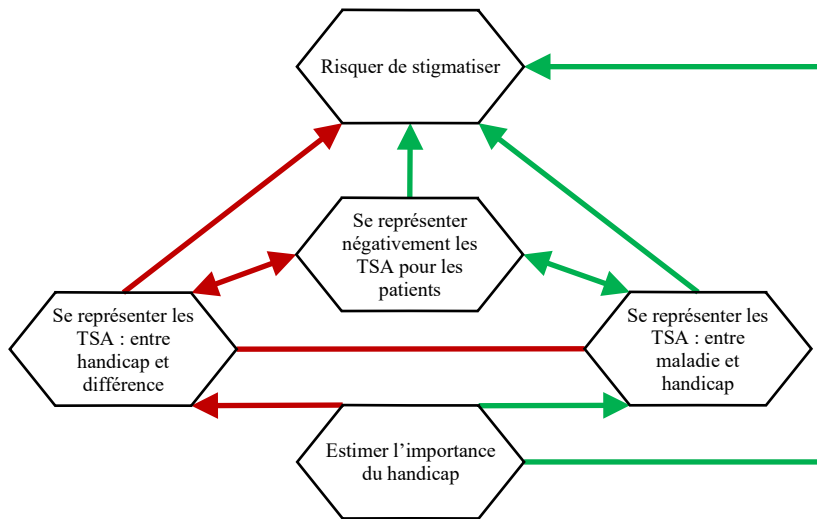 Risquer de stigmatiser
Se représenter
négativement les
TSA pour les
patients
Se représenter les
TSA : entre
handicap et
différence
Se représenter les
TSA : entre
maladie et
handicap
Estimer l’importance
du handicap